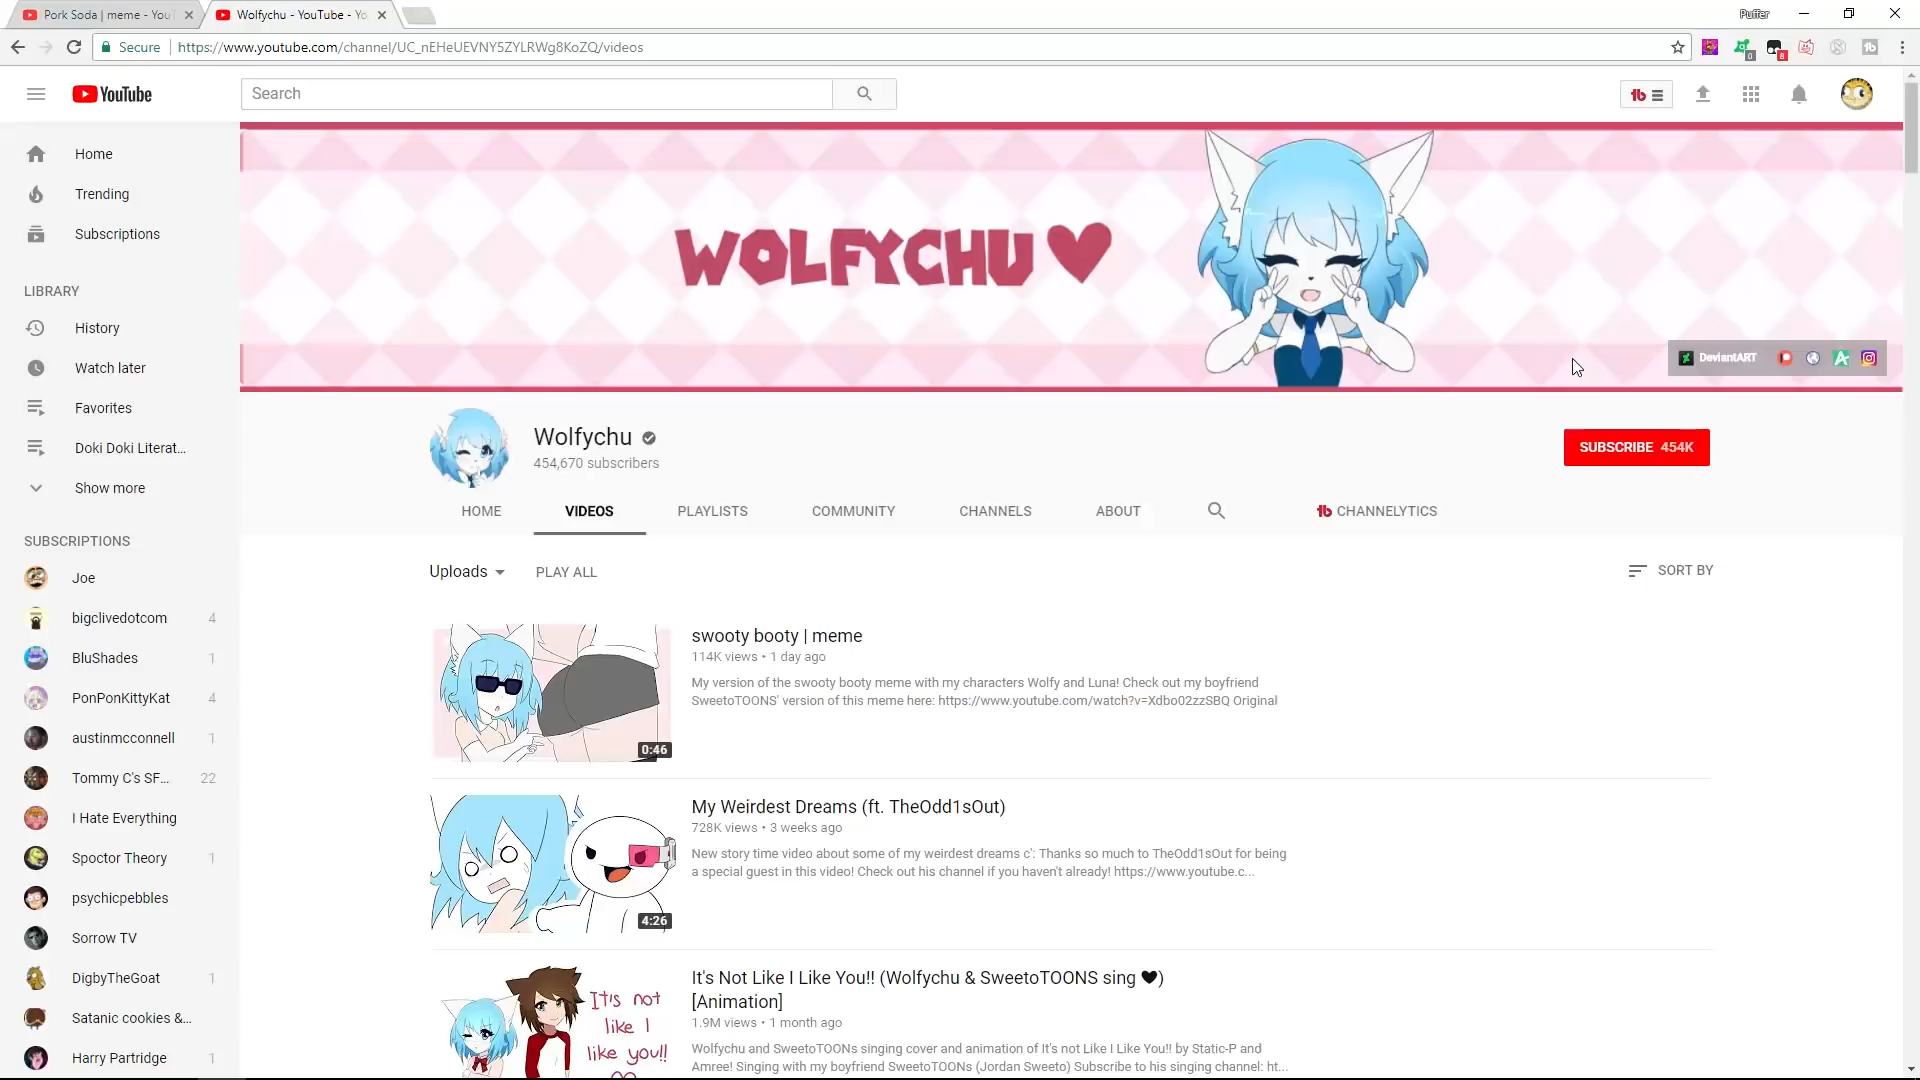 Pork Soda | meme - You
Wolfychu - YouTube - Yo
Puffer
Secure
https://www.youtube.com/channel/UC_nEHeUEVNY5ZYLRWg8KoZQ/videos
0
8
YouTube
Search
Home
Trending
Subscriptions
LIBRARY
History
Watch later
Favorites
Doki Doki Literat...
Show more
SUBSCRIPTIONS
Joe
bigclivedotcom 4
BluShades 1
PonPonKittyKat 4
austinmcconnell 1
Tommy C's SF... 22
I Hate Everything
Spoctor Theory 1
psychicpebbles
Sorrow TV
DigbyTheGoat 1
Satanic cookies &...
Harry Partridge 1
WOLFYCHU
DeviantART
Wolfychu
454,670 subscribers
SUBSCRIBE 454K
HOME
VIDEOS
PLAYLISTS
COMMUNITY
CHANNELS
ABOUT
CHANNELYTICS
Uploads
PLAY ALL
SORT BY
0:46
swooty booty | meme
114K views • 1 day ago
My version of the swooty booty meme with my characters Wolfy and Luna! Check out my boyfriend
SweetoTOONS' version of this meme here: https://www.youtube.com/watch?v=Xdbo02zzSBQ Original
4:26
My Weirdest Dreams (ft. TheOdd1sOut)
728K views • 3 weeks ago
New story time video about some of my weirdest dreams c': Thanks so much to TheOdd1sOut for being
a special guest in this video! Check out his channel if you haven't already! https://www.youtube.c...
It's not
like I
like you!!
It's Not Like I Like You!! (Wolfychu & SweetoTOONS sing ♥)
[Animation]
1.9M views • 1 month ago
Wolfychu and SweetoTOONs singing cover and animation of It's not Like I Like You!! by Static-P and
Amree! Singing with my boyfriend SweetoTOONs (Jordan Sweeto) Subscribe to his singing channel: ht...